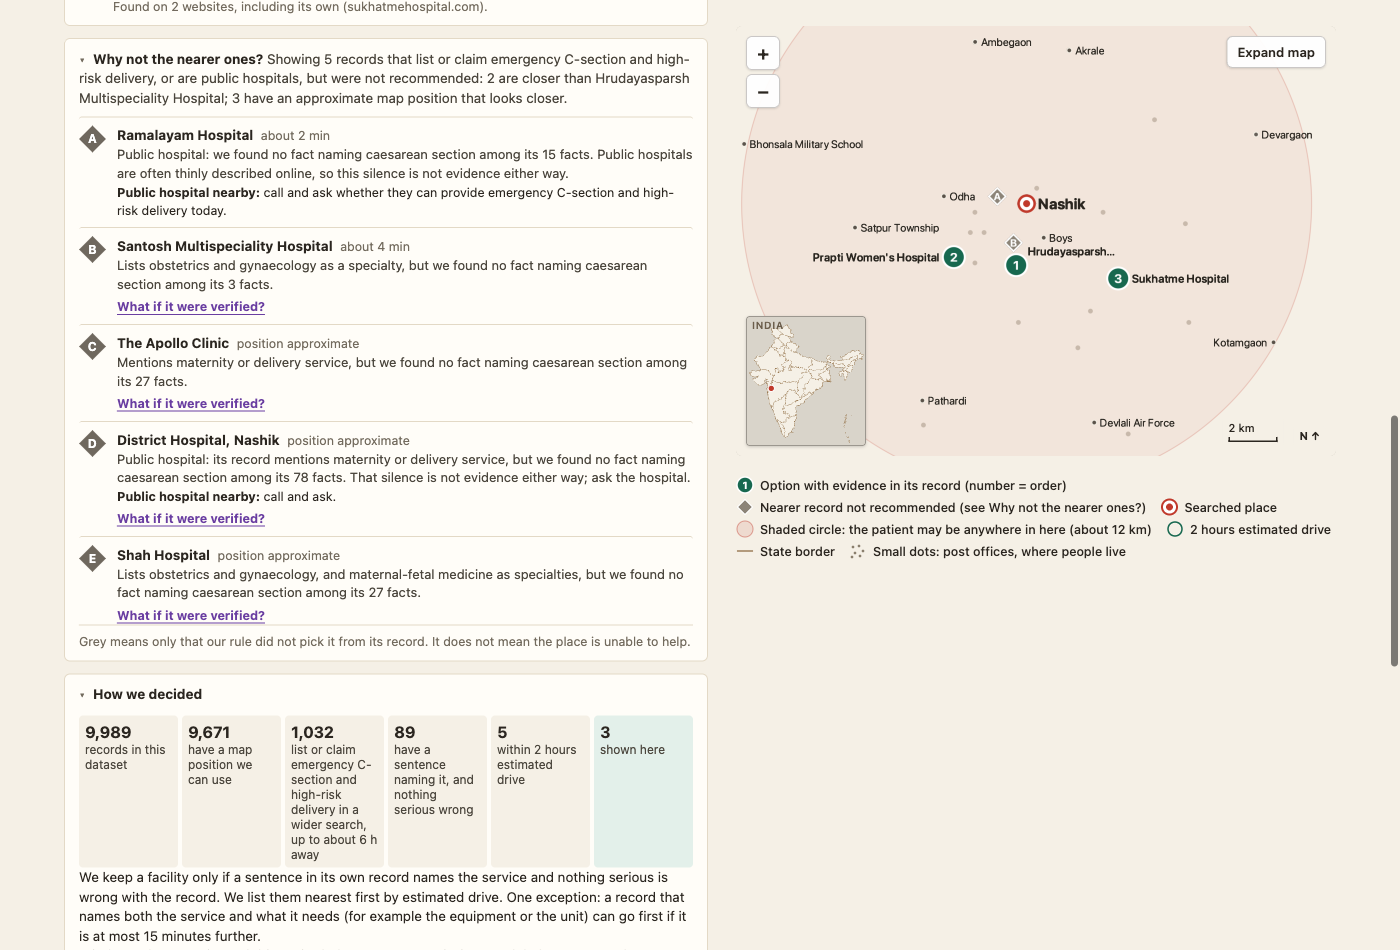 Found on 2 websites, including its own (sukhatmehospital.com).
Why not the nearer ones? Showing 5 records that list or claim emergency C-section and high-
risk delivery, or are public hospitals, but were not recommended: 2 are closer than Hrudayasparsh
Multispeciality Hospital; 3 have an approximate map position that looks closer.
A
Ramalayam Hospital about 2 min
Public hospital: we found no fact naming caesarean section among its 15 facts. Public hospitals
are often thinly described online, so this silence is not evidence either way.
Public hospital nearby: call and ask whether they can provide emergency C-section and high-
risk delivery today.
B
Santosh Multispeciality Hospital about 4 min
Lists obstetrics and gynaecology as a specialty, but we found no fact naming caesarean
section among its 3 facts.
What if it were verified?
C
The Apollo Clinic position approximate
Mentions maternity or delivery service, but we found no fact naming caesarean section among
its 27 facts.
What if it were verified?
D
District Hospital, Nashik position approximate
Public hospital: its record mentions maternity or delivery service, but we found no fact naming
caesarean section among its 78 facts. That silence is not evidence either way; ask the hospital.
Public hospital nearby: call and ask.
What if it were verified?
E
Shah Hospital position approximate
Lists obstetrics and gynaecology, and maternal-fetal medicine as specialties, but we found no
fact naming caesarean section among its 27 facts.
What if it were verified?
Grey means only that our rule did not pick it from its record. It does not mean the place is unable to help.
How we decided
9,989
records in this
dataset
9,671
have a map
position we
can use
1,032
list or claim
emergency C-
section and
high-risk
delivery in a
wider search,
up to about 6 h
away
89
have a
sentence
naming it, and
nothing
serious wrong
5
within 2 hours
estimated
drive
3
shown here
We keep a facility only if a sentence in its own record names the service and nothing serious is
wrong with the record. We list them nearest first by estimated drive. One exception: a record that
names both the service and what it needs (for example the equipment or the unit) can go first if it
is at most 15 minutes further.
+
−
Expand map
Ambegaon
Akrale
Devargaon
Bhonsala Military School
Odha
A
Nashik
Satpur Township
B
Boys
Hrudayasparsh...
Prapti Women's Hospital
2
1
3
Sukhatme Hospital
INDIA
Kotamgaon
Pathardi
Devlali Air Force
2 km
N ↑
1 Option with evidence in its record (number = order)
Nearer record not recommended (see Why not the nearer ones?) Searched place
Shaded circle: the patient may be anywhere in here (about 12 km) 2 hours estimated drive
State border Small dots: post offices, where people live